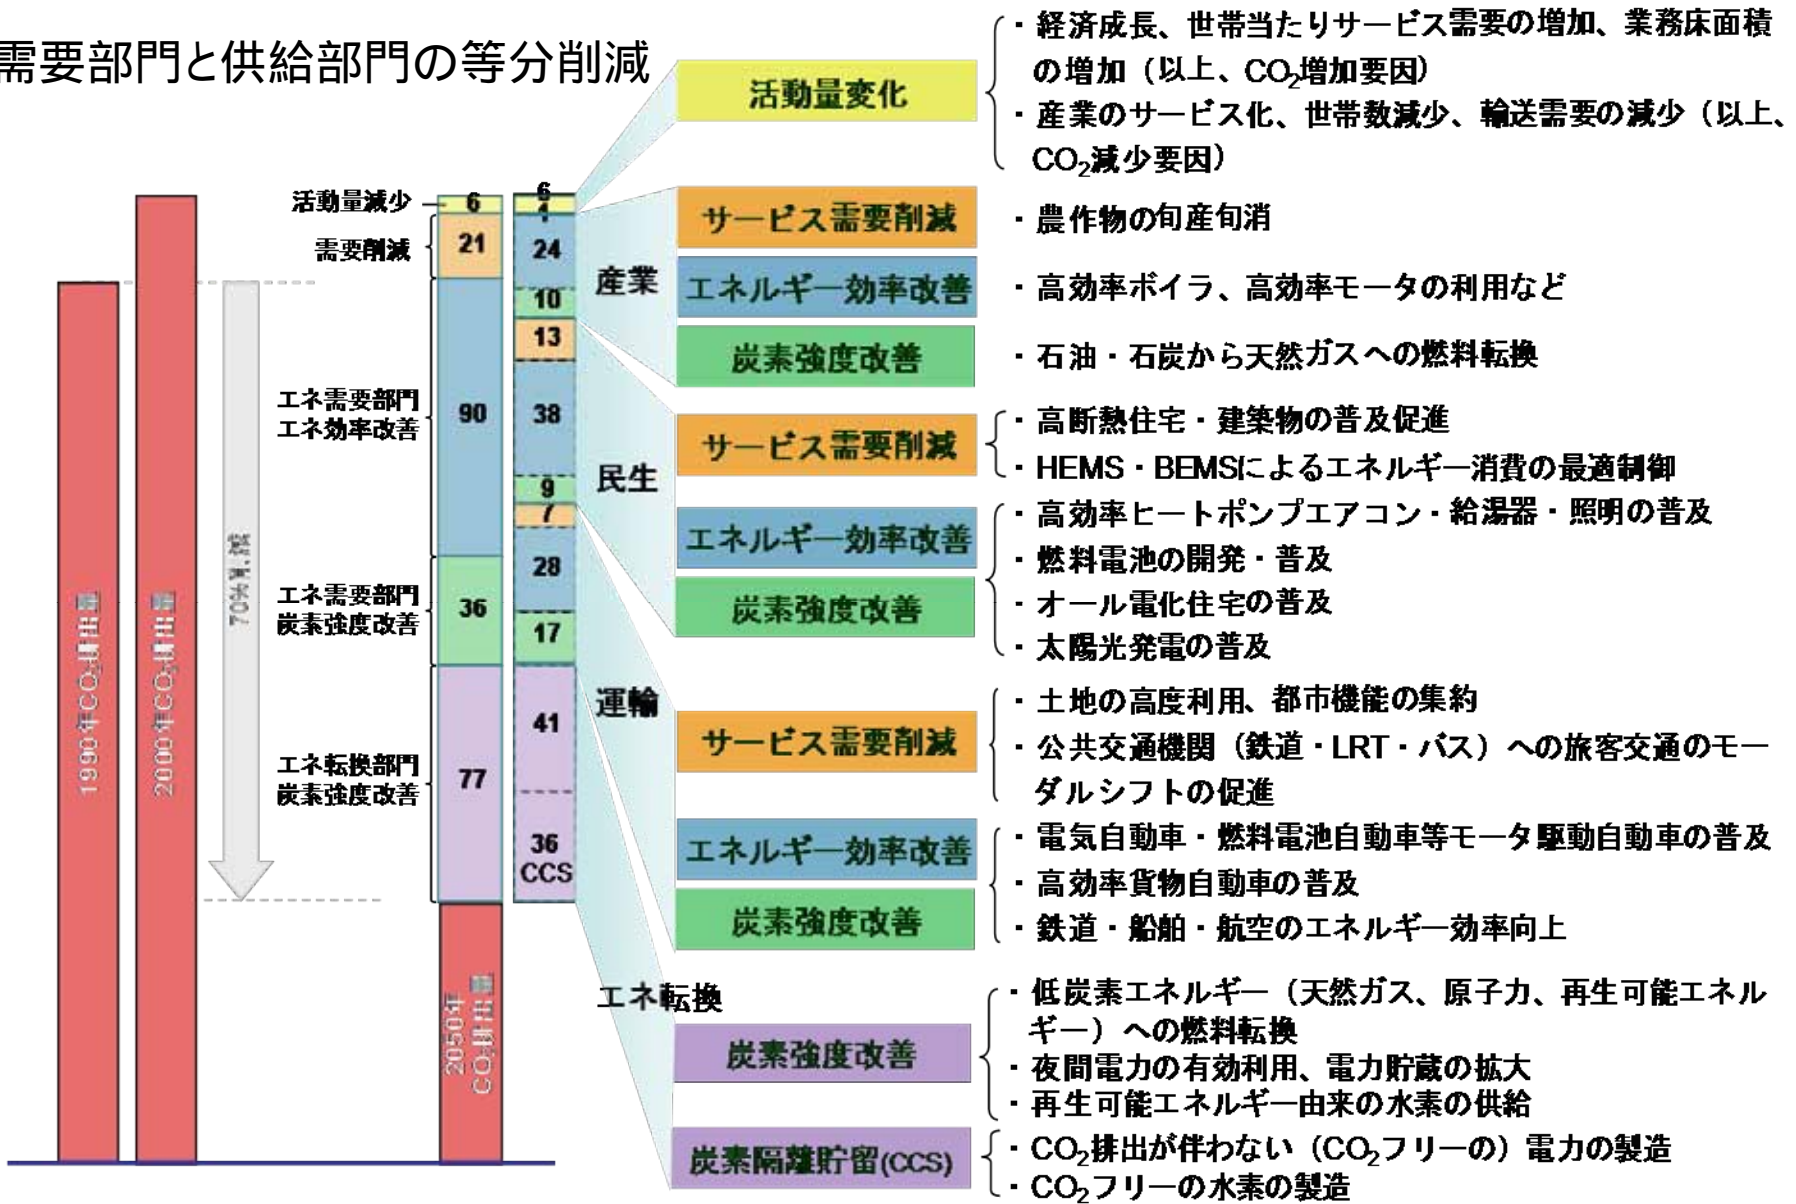 需要部門と供給部門の等分削減
活動量変化
・経済成長、世帯当たりサービス需要の増加、業務床面積
の増加（以上、CO2増加要因）
・産業のサービス化、世帯数減少、輸送需要の減少（以上、
CO2減少要因）
活動量減少
需要削減
エネ需要部門
エネ効率改善
エネ需要部門
炭素強度改善
エネ転換部門
炭素強度改善
1990年CO2排出量
2000年CO2排出量
70%削減
6
21
90
36
77
2050年
CO2排出量
6
1
24
10
13
38
9
7
28
17
41
36
CCS
産業
サービス需要削減
・農作物の旬産旬消
エネルギー効率改善
・高効率ボイラ、高効率モータの利用など
炭素強度改善
・石油・石炭から天然ガスへの燃料転換
民生
サービス需要削減
・高断熱住宅・建築物の普及促進
・HEMS・BEMSによるエネルギー消費の最適制御
エネルギー効率改善
炭素強度改善
・高効率ヒートポンプエアコン・給湯器・照明の普及
・燃料電池の開発・普及
・オール電化住宅の普及
・太陽光発電の普及
運輸
サービス需要削減
・土地の高度利用、都市機能の集約
・公共交通機関（鉄道・LRT・バス）への旅客交通のモー
ダルシフトの促進
エネルギー効率改善
炭素強度改善
・電気自動車・燃料電池自動車等モータ駆動自動車の普及
・高効率貨物自動車の普及
・鉄道・船舶・航空のエネルギー効率向上
エネ転換
炭素強度改善
・低炭素エネルギー（天然ガス、原子力、再生可能エネル
ギー）への燃料転換
・夜間電力の有効利用、電力貯蔵の拡大
・再生可能エネルギー由来の水素の供給
炭素隔離貯留(CCS)
・CO2排出が伴わない（CO2フリーの）電力の製造
・CO2フリーの水素の製造